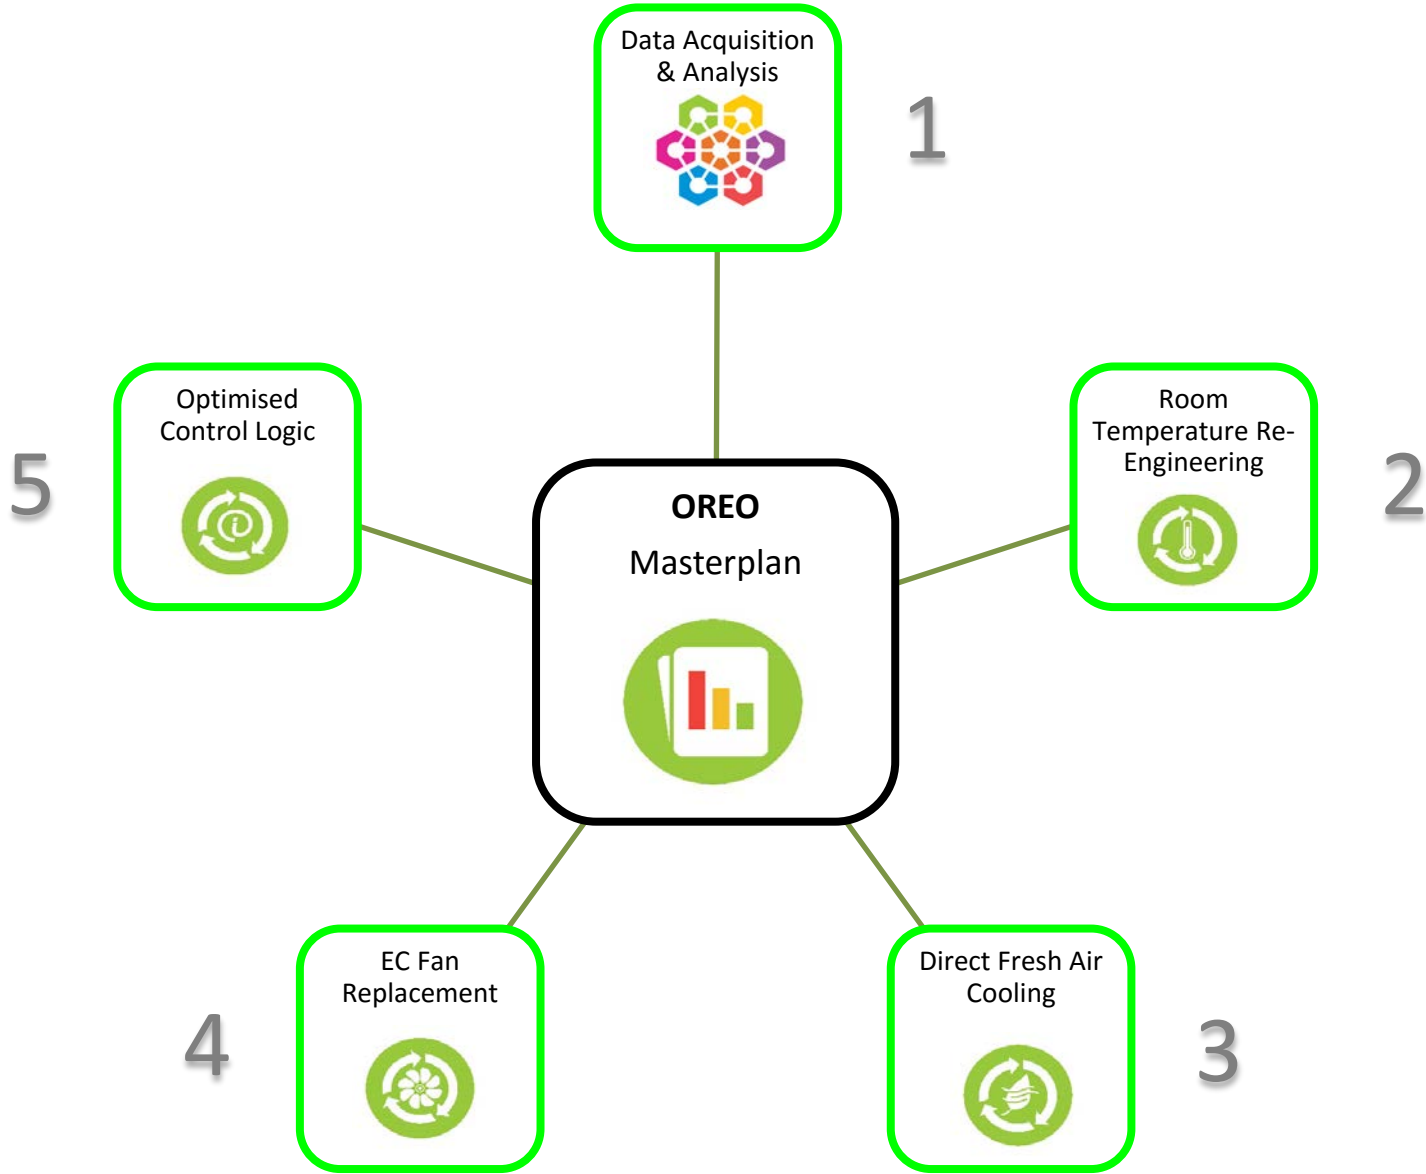 Data Acquisition
& Analysis
1
Optimised
Control Logic
5
Room
Temperature Re-
Engineering
2
OREO
Masterplan
EC Fan
Replacement
4
Direct Fresh Air
Cooling
3